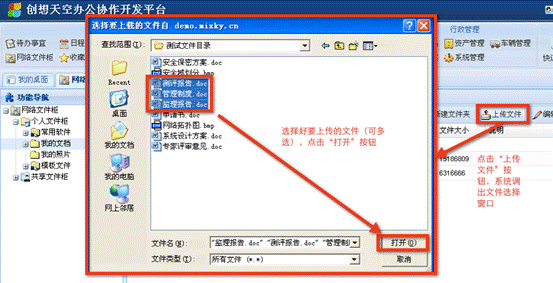 创想天空办公协作开发平台
待办事宜
日程
网络文件柜
收藏
行政管理
资产管理
车辆管理
系统管理
我的桌面
网络
功能导航
网络文件柜
个人文件柜
常用软件
我的文档
我的照片
模板文件
共享文件柜
选择要上载的文件自 demo.mixky.cn
查找范围(I):
测试文件目录
Recent
桌面
我的文档
我的电脑
网上邻居
安全保密方案.doc
安全域划分.bmp
测评报告.doc
管理制度.doc
监理报告.doc
申请书.doc
网络拓扑图.bmp
系统设计方案.doc
专家评审意见.doc
选择好要上传的文件（可多
选），点击“打开”按钮
文件名(N):
"监理报告.doc" "测评报告.doc" "管理制
打开(O)
文件类型(T):
所有文件 (*.*)
取消
新建文件夹
上传文件
编辑
文件大小
说明
15186809
6316666
点击“上传
文件”按
钮，系统调
出文件选择
窗口